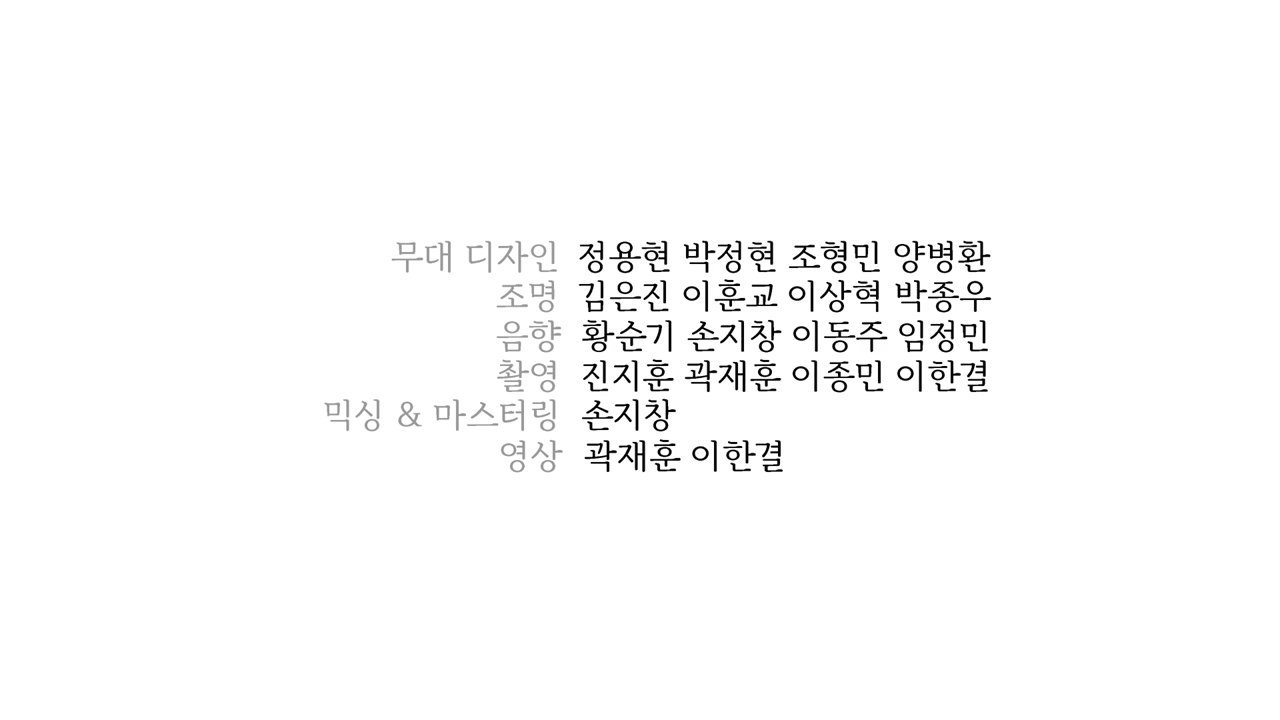 무대 디자인 정용현 박정현 조형민 양병환
조명 김은진 이훈교 이상혁 박종우
음향 황순기 손지창 이동주 임정민
촬영 진지훈 곽재훈 이종민 이한결
믹싱 & 마스터링 손지창
영상 곽재훈 이한결